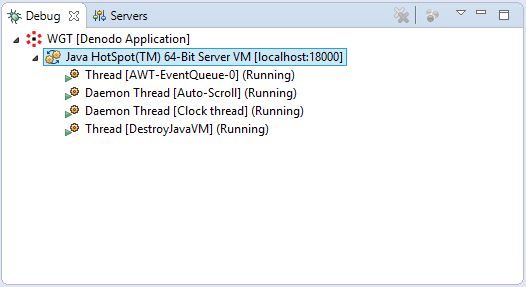 Debug Servers
WGT [Denodo Application]
Java HotSpot(TM) 64-Bit Server VM [localhost:18000]
Thread [AWT-EventQueue-0] (Running)
Daemon Thread [Auto-Scroll] (Running)
Daemon Thread [Clock thread] (Running)
Thread [DestroyJavaVM] (Running)